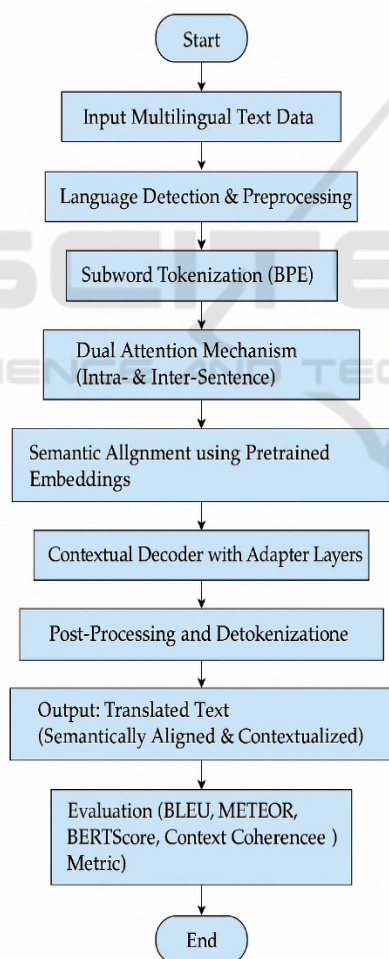 Start
Input Multilingual Text Data
Language Detection & Preprocessing
Subword Tokenization (BPE)
Dual Attention Mechanism
(Intra- & Inter-Sentence)
Semantic Allgnment using Pretrained
Embeddings
Contextual Decoder with Adapter Layers
Post-Processing and Detokenizatione
Output: Translated Text
(Semantically Aligned & Contextualized)
Evaluation (BLEU, METEOR,
BERTScore, Context Coherencee )
Metric)
End